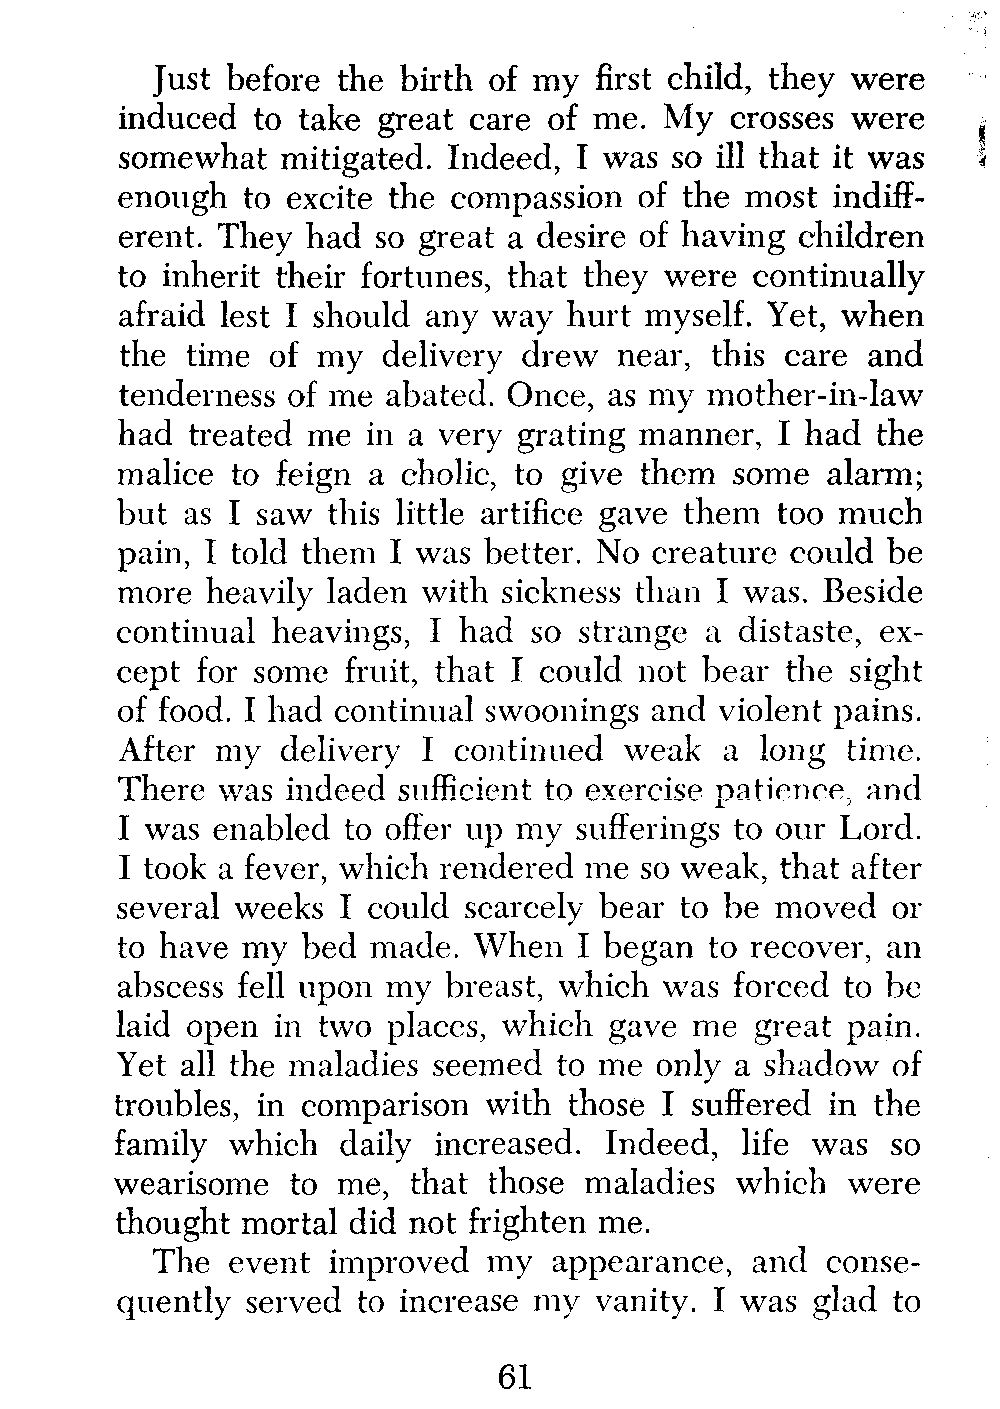 Just before the birth of my first child, they were
induced to take great care of me. My crosses were
somewhat mitigated. Indeed, I was so ill that it was
enough to excite the compassion of the most indiff-
erent. They had so great a desire of having children
to inherit their fortunes, that they were continually
afraid lest I should any way hurt myself. Yet, when
the time of my delivery drew near, this care and
tenderness of me abated. Once, as my mother-in-law
had treated me in a very grating manner, I had the
malice to feign a cholic, to give them some alarm;
but as I saw this little artifice gave them too much
pain, I told them I was better. No creature could be
more heavily laden with sickness than I was. Beside
continual heavings, I had so strange a distaste, ex-
cept for some fruit, that I could not bear the sight
of food. I had continual swoonings and violent pains.
After my delivery I continued weak a long time.
There was indeed sufficient to exercise patience, and
I was enabled to offer up my sufferings to our Lord.
I took a fever, which rendered me so weak, that after
several weeks I could scarcely bear to be moved or
to have my bed made. When I began to recover, an
abscess fell upon my breast, which was forced to be
laid open in two places, which gave me great pain.
Yet all the maladies seemed to me only a shadow of
troubles, in comparison with those I suffered in the
family which daily increased. Indeed, life was so
wearisome to me, that those maladies which were
thought mortal did not frighten me.
The event improved my appearance, and conse-
quently served to increase my vanity. I was glad to
61